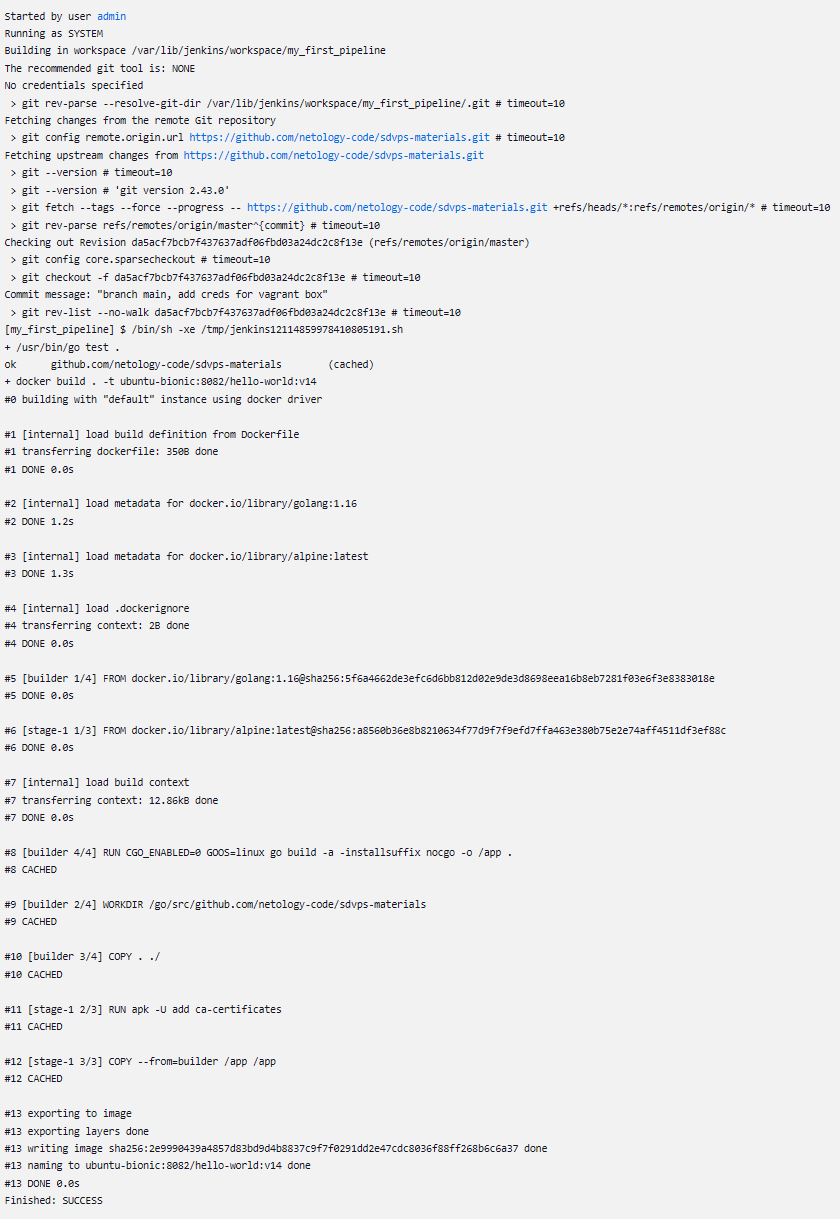 Started by user admin
Running as SYSTEM
Building in workspace /var/lib/jenkins/workspace/my_first_pipeline
The recommended git tool is: NONE
No credentials specified
 > git rev-parse --resolve-git-dir /var/lib/jenkins/workspace/my_first_pipeline/.git # timeout=10
Fetching changes from the remote Git repository
 > git config remote.origin.url https://github.com/netology-code/sdvps-materials.git # timeout=10
Fetching upstream changes from https://github.com/netology-code/sdvps-materials.git
 > git --version # timeout=10
 > git --version # 'git version 2.43.0'
 > git fetch --tags --force --progress -- https://github.com/netology-code/sdvps-materials.git +refs/heads/*:refs/remotes/origin/* # timeout=10
 > git rev-parse refs/remotes/origin/master^{commit} # timeout=10
Checking out Revision da5acf7bcb7f437637adf06fbd03a24dc2c8f13e (refs/remotes/origin/master)
 > git config core.sparsecheckout # timeout=10
 > git checkout -f da5acf7bcb7f437637adf06fbd03a24dc2c8f13e # timeout=10
Commit message: "branch main, add creds for vagrant box"
 > git rev-list --no-walk da5acf7bcb7f437637adf06fbd03a24dc2c8f13e # timeout=10
[my_first_pipeline] $ /bin/sh -xe /tmp/jenkins12114859978410805191.sh
+ /usr/bin/go test .
ok  	github.com/netology-code/sdvps-materials	(cached)
+ docker build . -t ubuntu-bionic:8082/hello-world:v14
#0 building with "default" instance using docker driver

#1 [internal] load build definition from Dockerfile
#1 transferring dockerfile: 350B done
#1 DONE 0.0s

#2 [internal] load metadata for docker.io/library/golang:1.16
#2 DONE 1.2s

#3 [internal] load metadata for docker.io/library/alpine:latest
#3 DONE 1.3s

#4 [internal] load .dockerignore
#4 transferring context: 2B done
#4 DONE 0.0s

#5 [builder 1/4] FROM docker.io/library/golang:1.16@sha256:5f6a4662de3efc6d6bb812d02e9de3d8698eea16b8eb7281f03e6f3e8383018e
#5 DONE 0.0s

#6 [stage-1 1/3] FROM docker.io/library/alpine:latest@sha256:a8560b36e8b8210634f77d9f7f9efd7ffa463e380b75e2e74aff4511df3ef88c
#6 DONE 0.0s

#7 [internal] load build context
#7 transferring context: 12.86kB done
#7 DONE 0.0s

#8 [builder 4/4] RUN CGO_ENABLED=0 GOOS=linux go build -a -installsuffix nocgo -o /app .
#8 CACHED

#9 [builder 2/4] WORKDIR /go/src/github.com/netology-code/sdvps-materials
#9 CACHED

#10 [builder 3/4] COPY . ./
#10 CACHED

#11 [stage-1 2/3] RUN apk -U add ca-certificates
#11 CACHED

#12 [stage-1 3/3] COPY --from=builder /app /app
#12 CACHED

#13 exporting to image
#13 exporting layers done
#13 writing image sha256:2e9990439a4857d83bd9d4b8837c9f7f0291dd2e47cdc8036f88ff268b6c6a37 done
#13 naming to ubuntu-bionic:8082/hello-world:v14 done
#13 DONE 0.0s
Finished: SUCCESS